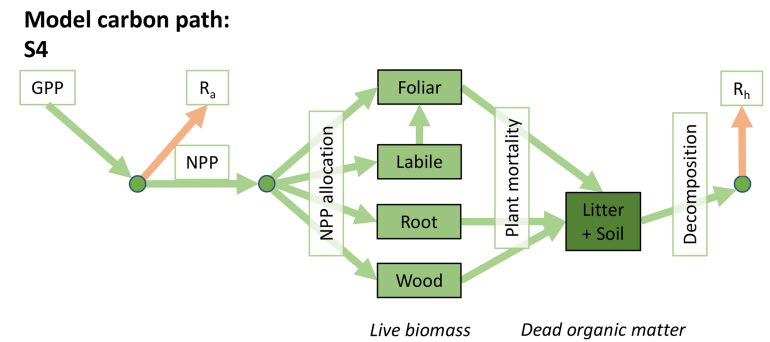 Model carbon path:
S4
GPP
Ra
NPP
NPP allocation
Foliar
Labile
Root
Wood
Plant mortality
Litter
+ Soil
Decomposition
Rh
Live biomass
Dead organic matter